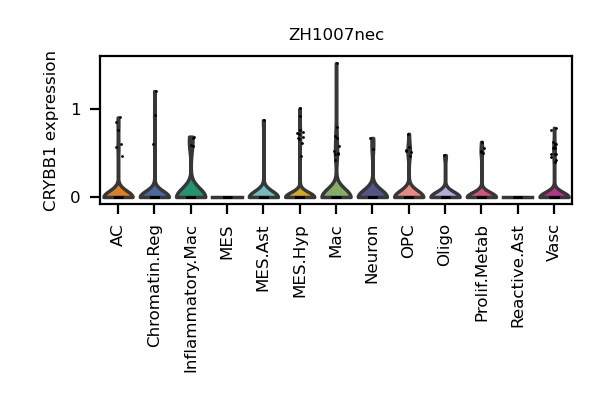 ZH1007nec
CRYBB1 expression
1
0
AC
Chromatin.Reg
Inflammatory.Mac
MES
MES.Ast
MES.Hyp
Mac
Neuron
OPC
Oligo
Prolif.Metab
Reactive.Ast
Vasc